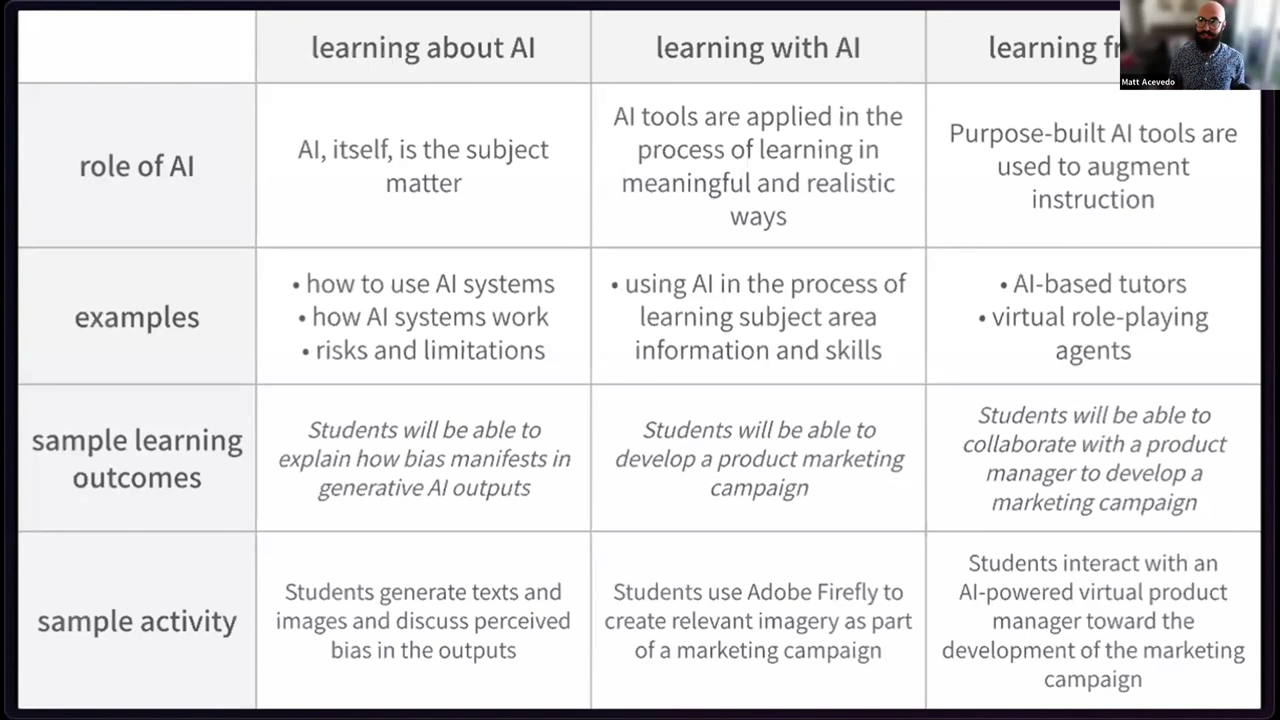 learning about AI
learning with AI
learning
Matt Acevedo
role of AI
AI, itself, is the subject
matter
AI tools are applied in the
process of learning in
meaningful and realistic
ways
Purpose-built AI tools are
used to augment
instruction
examples
• how to use AI systems
• how AI systems work
• risks and limitations
• using AI in the process of
learning subject area
information and skills
• AI-based tutors
• virtual role-playing
agents
sample learning
outcomes
Students will be able to
explain how bias manifests in
generative AI outputs
Students will be able to
develop a product marketing
campaign
Students will be able to
collaborate with a product
manager to develop a
marketing campaign
sample activity
Students generate texts and
images and discuss perceived
bias in the outputs
Students use Adobe Firefly to
create relevant imagery as part
of a marketing campaign
Students interact with an
AI-powered virtual product
manager toward the
development of the marketing
campaign